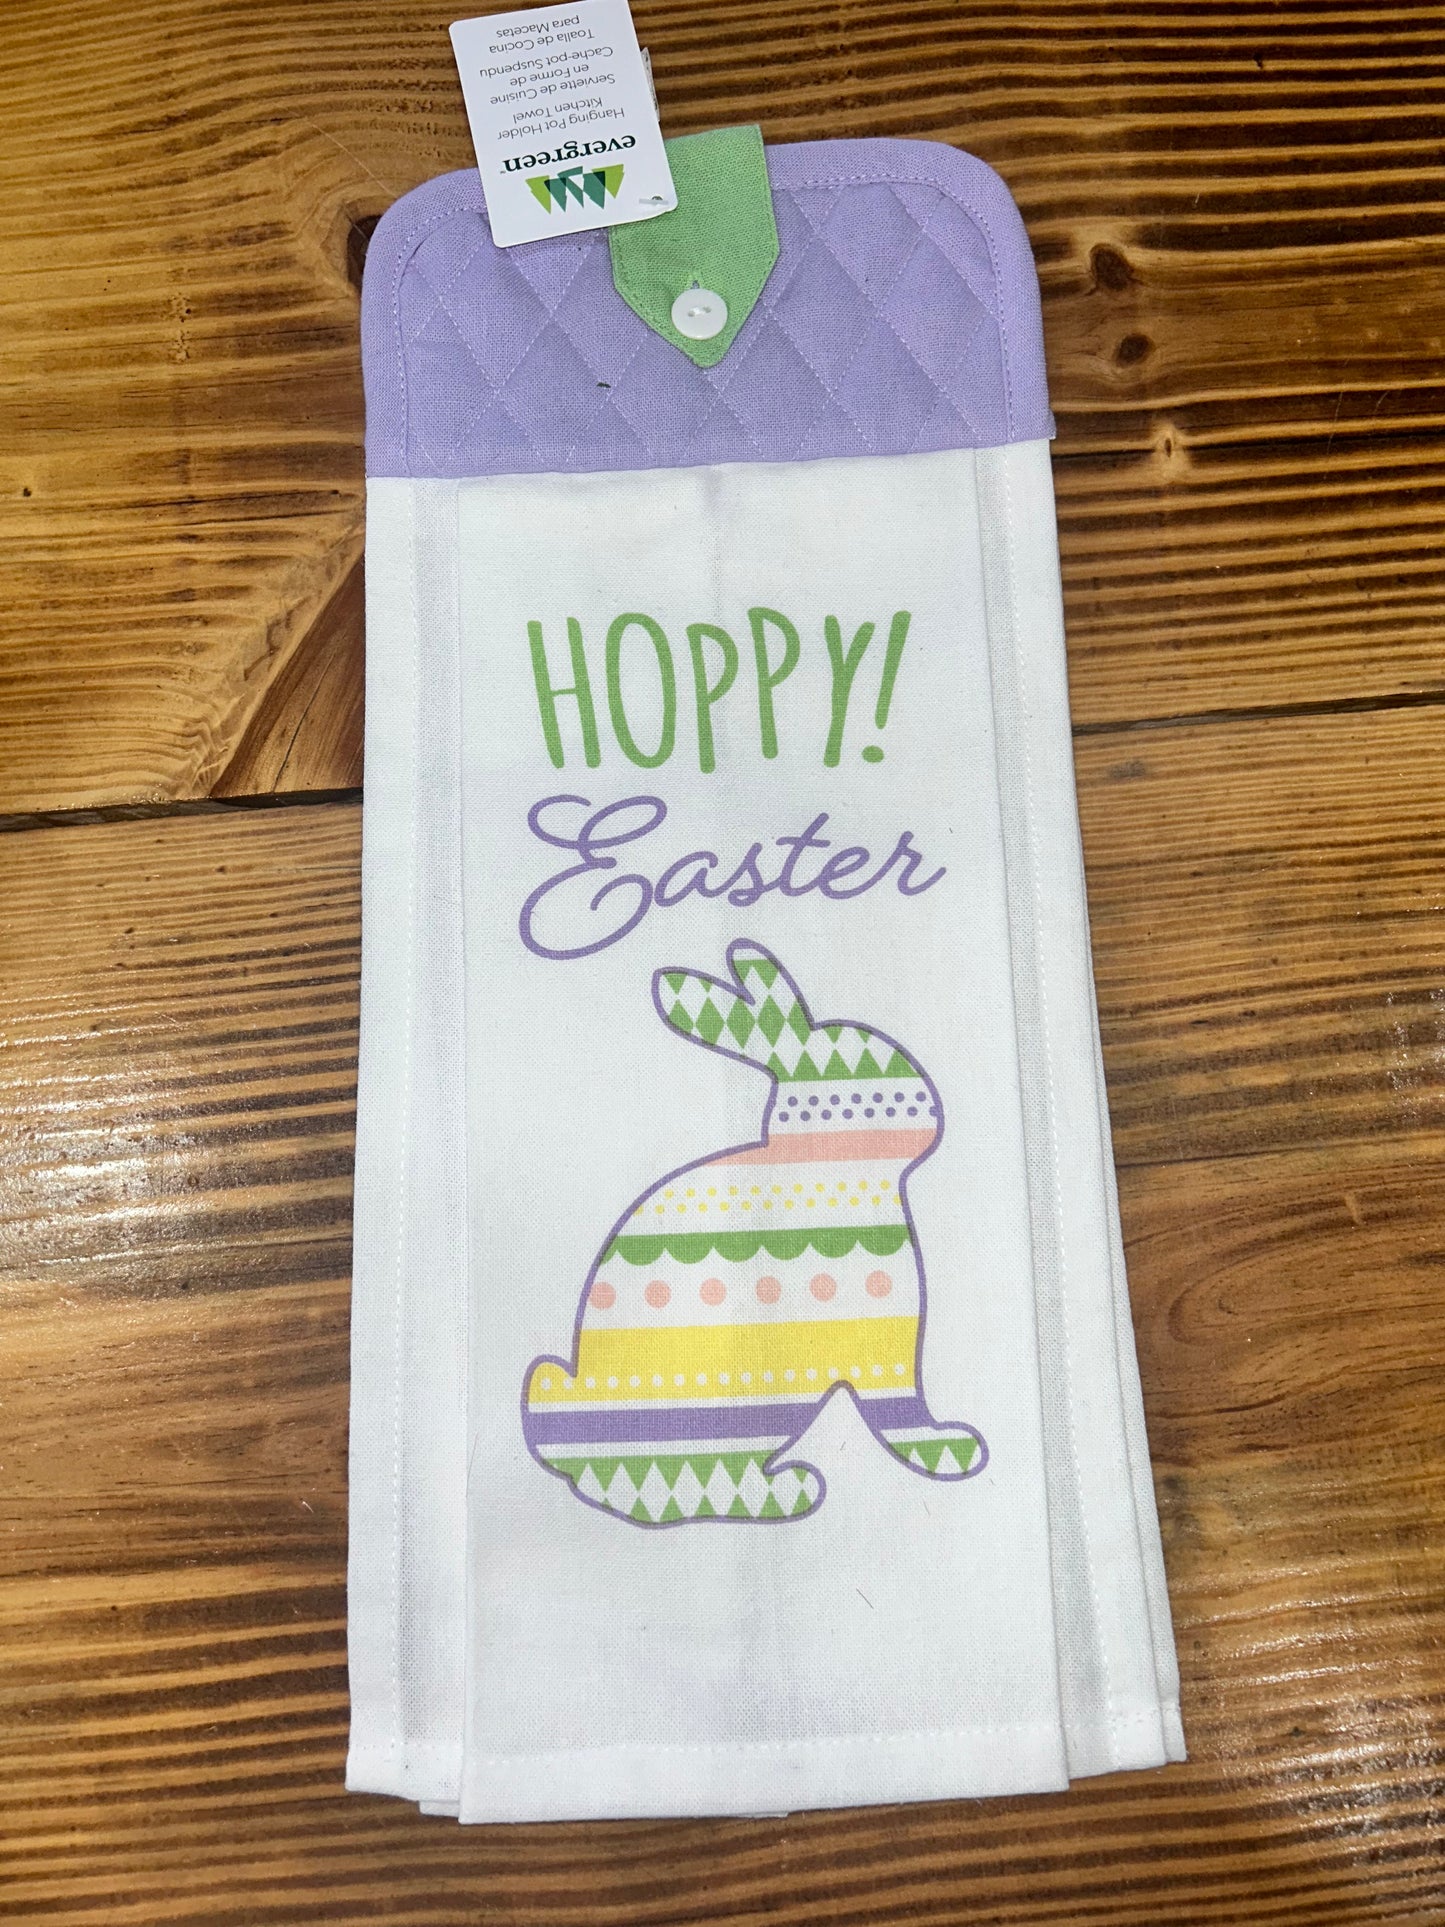 evergreen™
Hanging Pot Holder
Kitchen Towel
Serviette de Cuisine
en Forme de
Cache-pot Suspendu
Toalla de Cocina
para Macetas
HOPPY!
Easter